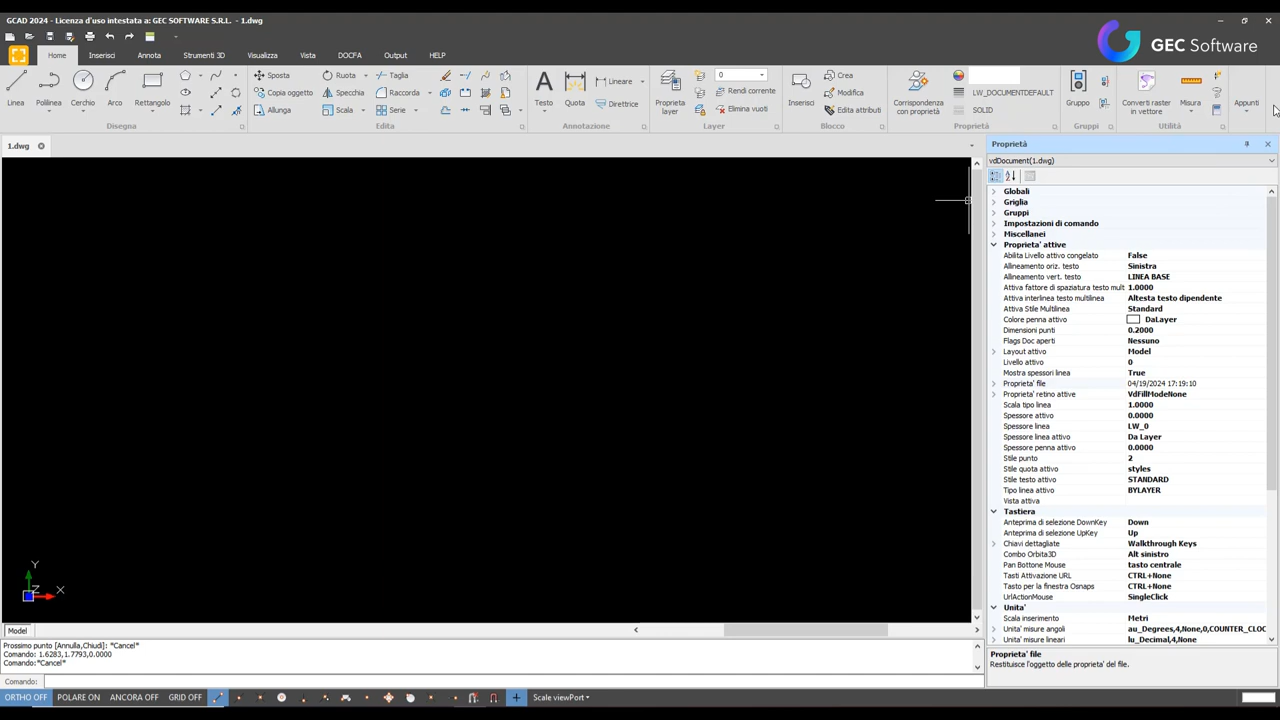 GCAD 2024 - Licenza d'uso intestata a: GEC SOFTWARE S.R.L. - 1.dwg
GEC Software
Home Inserisci Annota Strumenti 3D Visualizza Vista DOCFA Output HELP
Linea Polilinea Cerchio Arco Rettangolo
Disegna
Sposta Ruota Taglia
Copia oggetto Specchia Raccorda
Allunga Scala Serie
Edita
Testo Quota Lineare
Direttrice
Annotazione
Proprietà layer 0
Rendi corrente
Elimina vuoti
Layer
Inserisci Crea
Modifica
Edita attributi
Blocco
Corrispondenza con proprietà
LW_DOCUMENTDEFAULT
SOLID
Proprietà
Gruppo
Gruppi
Converti raster in vettore Misura
Utilità
Appunti
1.dwg
Proprietà
vdDocument(1.dwg)
Globali
Griglia
Gruppi
Impostazioni di comando
Miscellanei
Proprieta' attive
Abilita Livello attivo congelato False
Allineamento oriz. testo Sinistra
Allineamento vert. testo LINEA BASE
Attiva fattore di spaziatura testo mult 1.0000
Attiva interlinea testo multilinea Altesta testo dipendente
Attiva Stile Multilinea Standard
Colore penna attivo DaLayer
Dimensioni punti 0.2000
Flags Doc aperti Nessuno
Layout attivo Model
Livello attivo 0
Mostra spessori linea True
Proprieta' file 04/19/2024 17:19:10
Proprieta' retino attive VdFillModeNone
Scala tipo linea 1.0000
Spessore attivo 0.0000
Spessore linea LW_0
Spessore linea attivo Da Layer
Spessore penna attivo 0.0000
Stile punto 2
Stile quota attivo styles
Stile testo attivo STANDARD
Tipo linea attivo BYLAYER
Vista attiva
Tastiera
Anteprima di selezione DownKey Down
Anteprima di selezione UpKey Up
Chiavi dettagliate Walkthrough Keys
Combo Orbita3D Alt sinistro
Pan Bottone Mouse tasto centrale
Tasti Attivazione URL CTRL+None
Tasto per la finestra Osnaps CTRL+None
UrlActionMouse SingleClick
Unita'
Scala inserimento Metri
Unita' misure angoli au_Degrees,4,None,0,COUNTER_CLOC
Unita' misure lineari lu_Decimal,4,None
Proprieta' file
Restituisce l'oggetto delle proprieta' del file.
Y
Z X
Model
Prossimo punto [Annulla,Chiudi]: *Cancel*
Comando: 1.6283,1.7793,0.0000
Comando:*Cancel*
Comando:
ORTHO OFF POLARE ON ANCORA OFF GRID OFF Scale viewPort